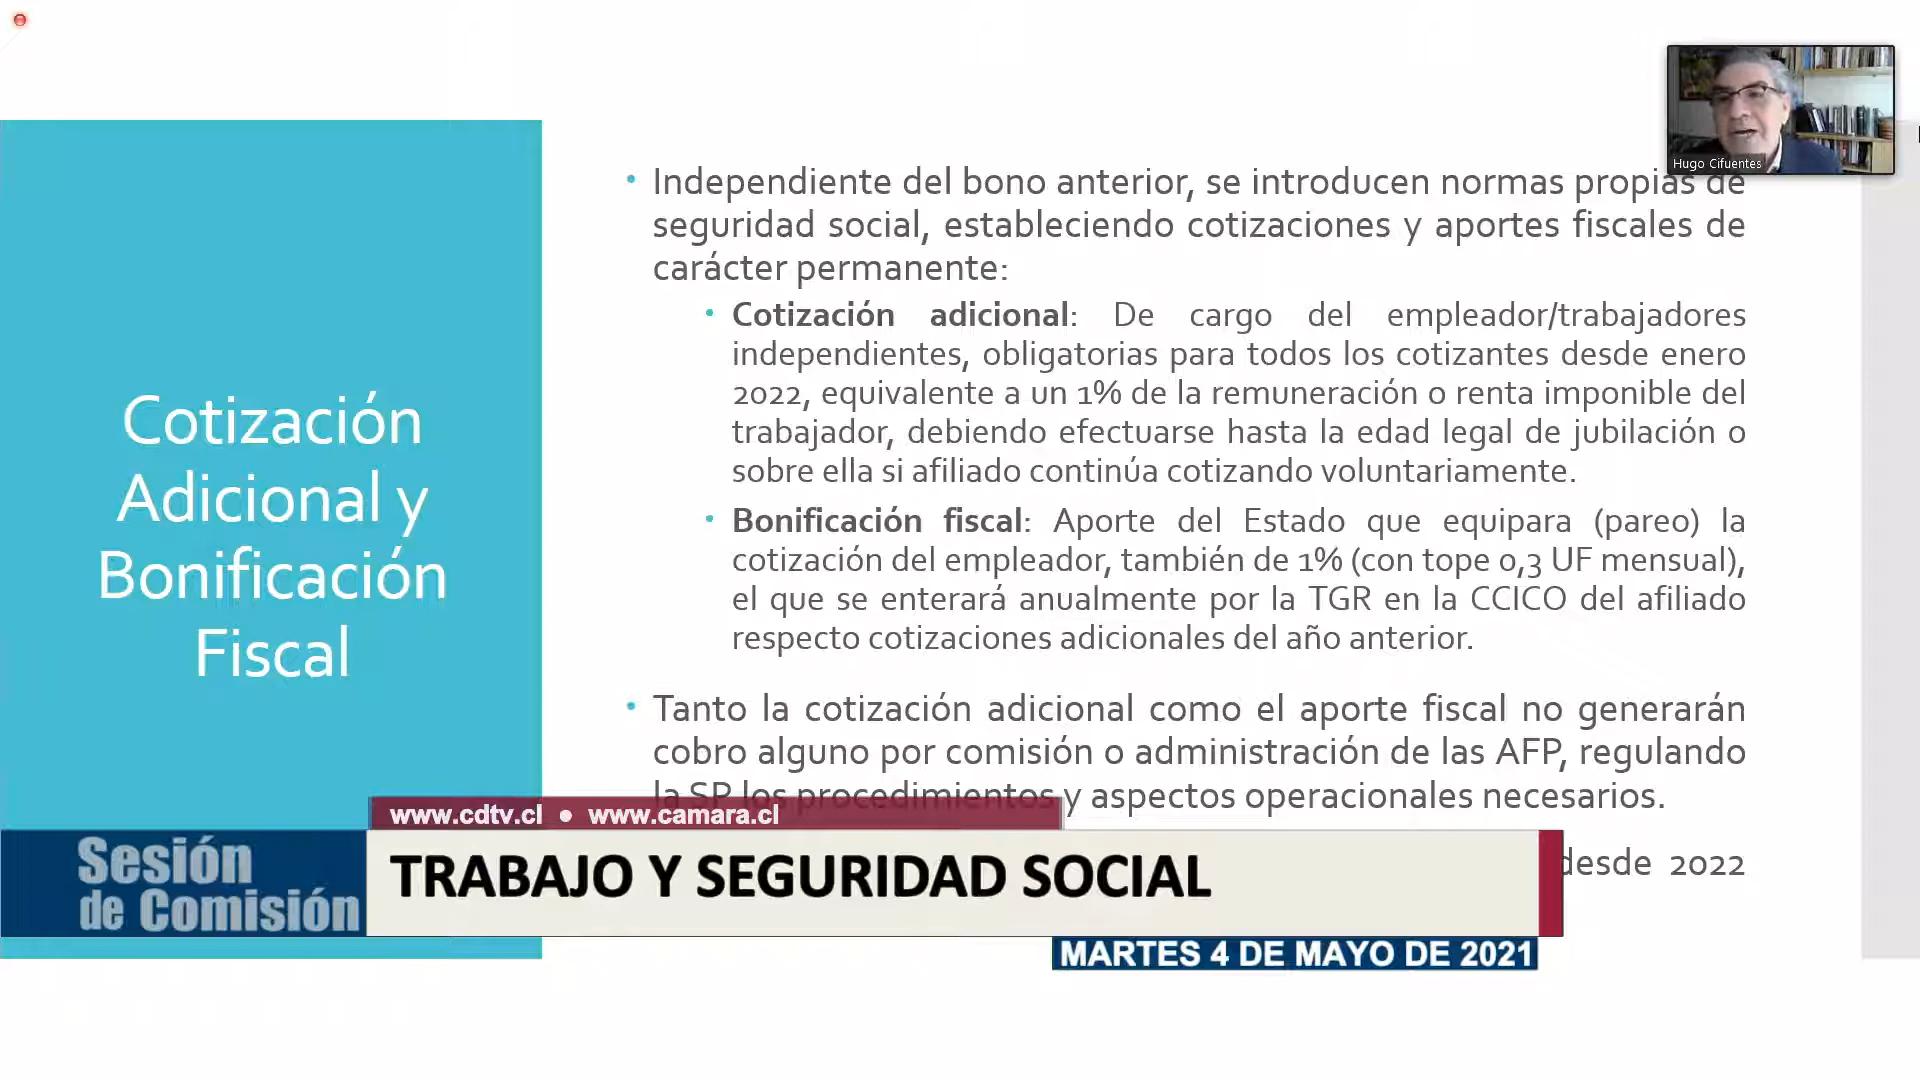 Hugo Cifuentes
Cotización
Adicional y
Bonificación
Fiscal
Independiente del bono anterior, se introducen normas propias de
seguridad social, estableciendo cotizaciones y aportes fiscales de
carácter permanente:
Cotización adicional: De cargo del empleador/trabajadores
independientes, obligatorias para todos los cotizantes desde enero
2022, equivalente a un 1% de la remuneración o renta imponible del
trabajador, debiendo efectuarse hasta la edad legal de jubilación o
sobre ella si afiliado continúa cotizando voluntariamente.
Bonificación fiscal: Aporte del Estado que equipara (pareo) la
cotización del empleador, también de 1% (con tope 0,3 UF mensual),
el que se enterará anualmente por la TGR en la CCICO del afiliado
respecto cotizaciones adicionales del año anterior.
Tanto la cotización adicional como el aporte fiscal no generarán
cobro alguno por comisión o administración de las AFP, regulando
la SP los procedimientos y aspectos operacionales necesarios.
desde 2022
www.cdtv.cl • www.camara.cl
Sesión
de Comisión
TRABAJO Y SEGURIDAD SOCIAL
MARTES 4 DE MAYO DE 2021